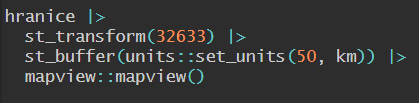 hranice |>
st_transform(32633) |>
st_buffer(units::set_units(50, km)) |>
mapview::mapview()